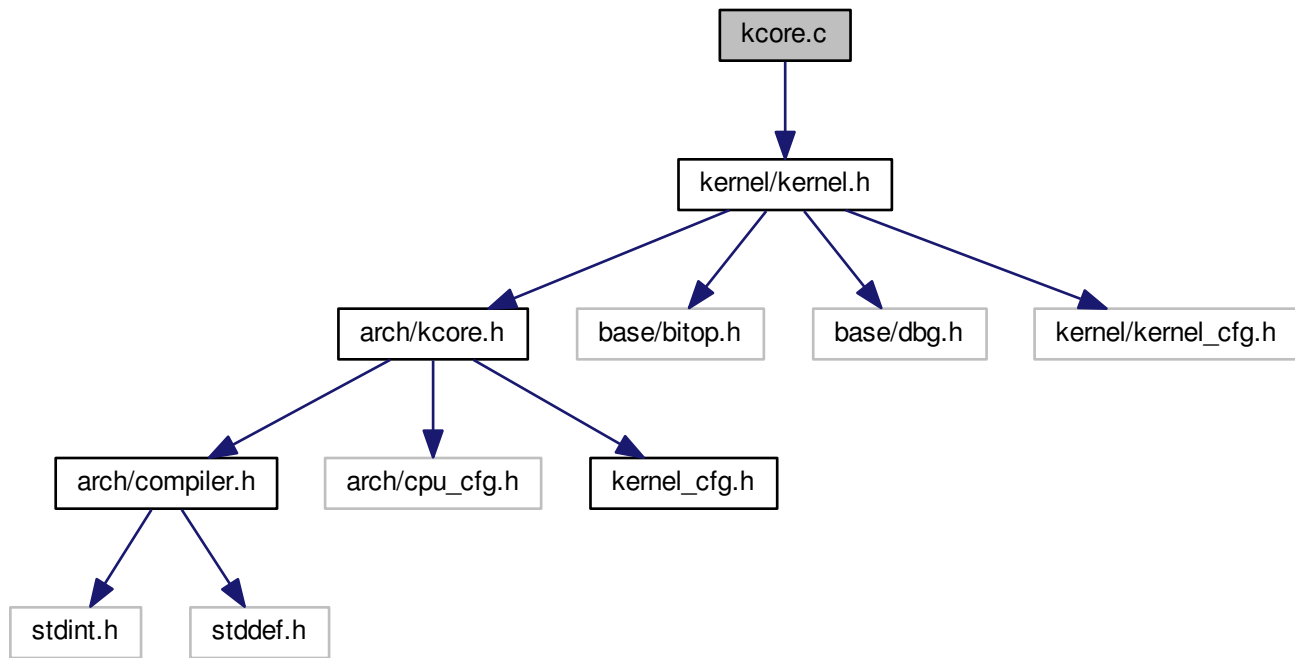 kcore.c
kernel/kernel.h
arch/kcore.h
base/bitop.h
base/dbg.h
kernel/kernel_cfg.h
arch/compiler.h
arch/cpu_cfg.h
kernel_cfg.h
stdint.h
stddef.h